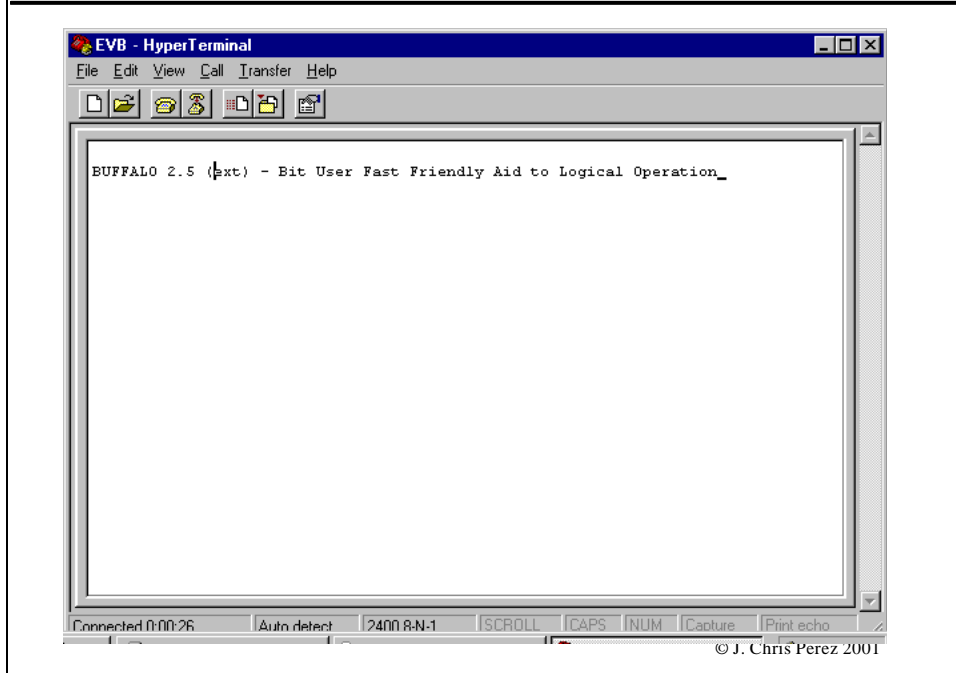 EVB - HyperTerminal
File Edit View Call Transfer Help
BUFFALO 2.5 (ext) - Bit User Fast Friendly Aid to Logical Operation_
Connected 0:00:26 Auto detect 2400 8-N-1 SCROLL CAPS NUM Capture Print echo
© J. Chris Perez 2001